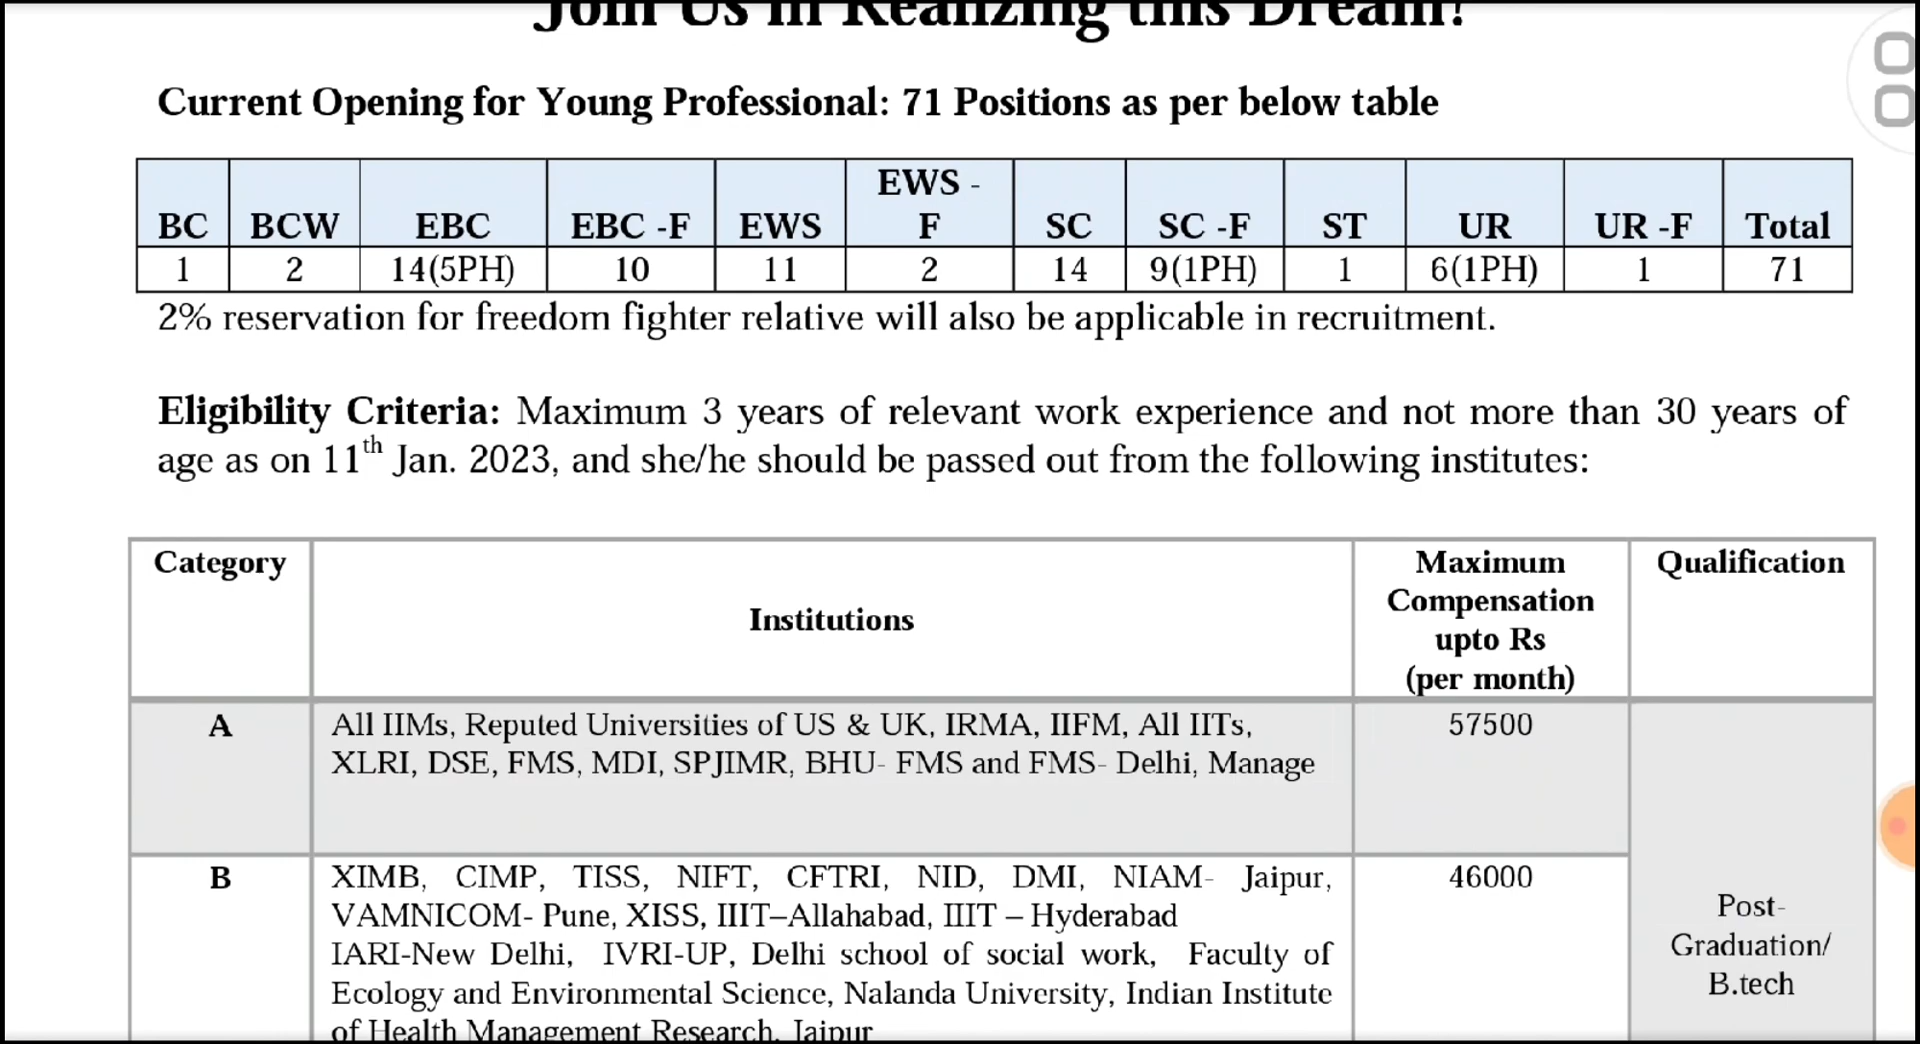 Join Us in Realizing this Dream!
Current Opening for Young Professional: 71 Positions as per below table
BC BCW EBC EBC -F EWS EWS - F SC SC -F ST UR UR -F Total
1 2 14(5PH) 10 11 2 14 9(1PH) 1 6(1PH) 1 71
2% reservation for freedom fighter relative will also be applicable in recruitment.
Eligibility Criteria: Maximum 3 years of relevant work experience and not more than 30 years of
age as on 11th Jan. 2023, and she/he should be passed out from the following institutes:
Category Institutions Maximum Compensation upto Rs (per month) Qualification
A All IIMs, Reputed Universities of US & UK, IRMA, IIFM, All IITs, 57500
XLRI, DSE, FMS, MDI, SPJIMR, BHU- FMS and FMS- Delhi, Manage
B XIMB, CIMP, TISS, NIFT, CFTRI, NID, DMI, NIAM- Jaipur, 46000
VAMNICOM- Pune, XISS, IIIT–Allahabad, IIIT – Hyderabad
IARI-New Delhi, IVRI-UP, Delhi school of social work, Faculty of
Ecology and Environmental Science, Nalanda University, Indian Institute
of Health Management Research, Jaipur
Post-
Graduation/
B.tech